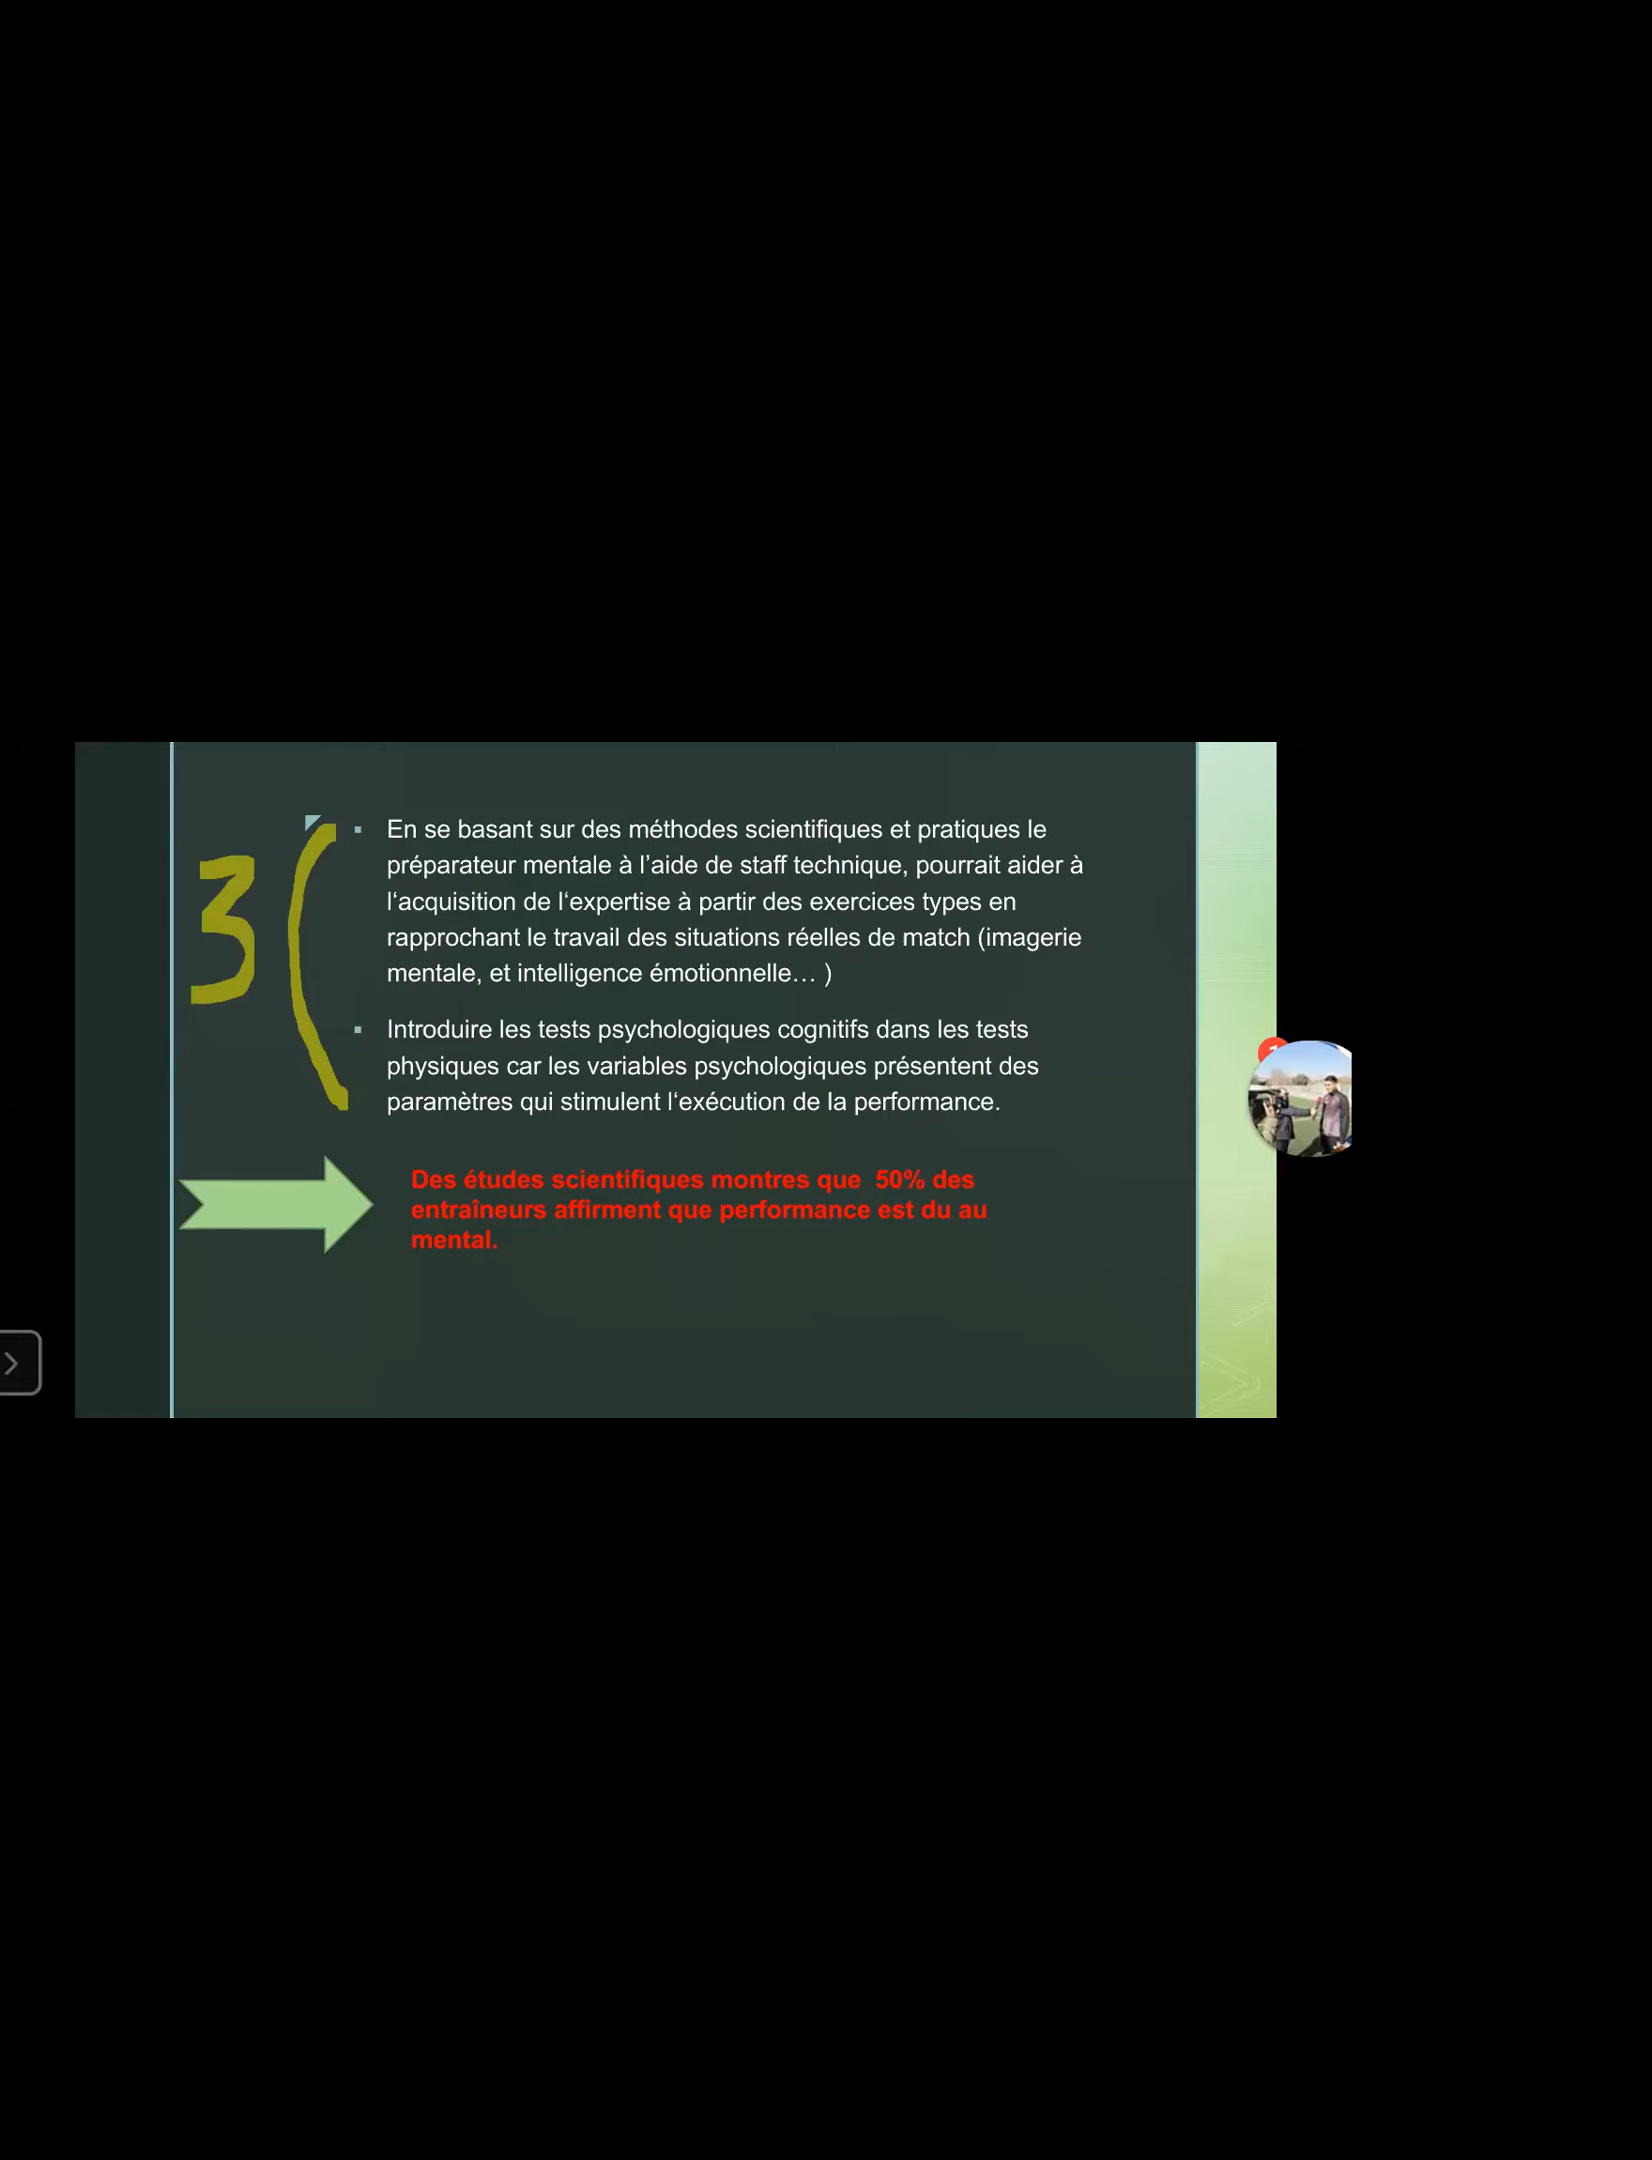 3
▪ En se basant sur des méthodes scientifiques et pratiques le
préparateur mentale à l’aide de staff technique, pourrait aider à
l‘acquisition de l‘expertise à partir des exercices types en
rapprochant le travail des situations réelles de match (imagerie
mentale, et intelligence émotionnelle… )
▪ Introduire les tests psychologiques cognitifs dans les tests
physiques car les variables psychologiques présentent des
paramètres qui stimulent l‘exécution de la performance.
Des études scientifiques montres que  50% des
entraîneurs affirment que performance est du au
mental.